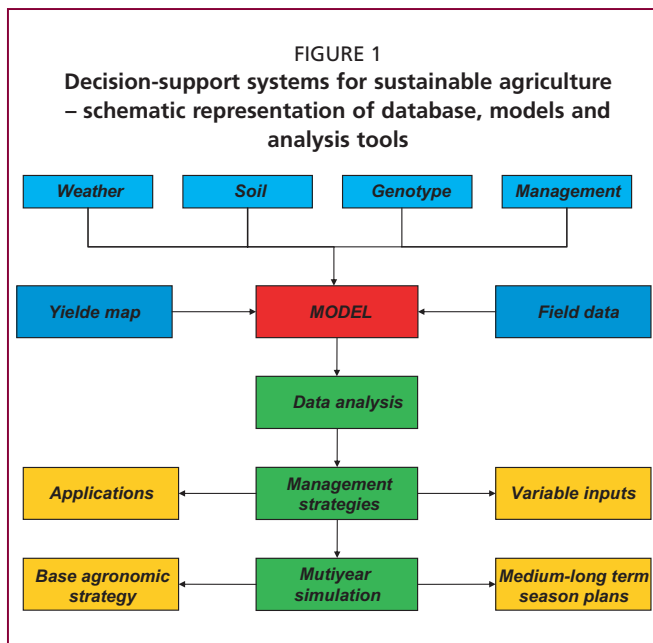 FIGURE 1
Decision-support systems for sustainable agriculture
– schematic representation of database, models and
analysis tools
Weather
Soil
Genotype
Management
Yielde map
MODEL
Field data
Data analysis
Applications
Management
strategies
Variable inputs
Base agronomic
strategy
Mutiyear
simulation
Medium-long term
season plans